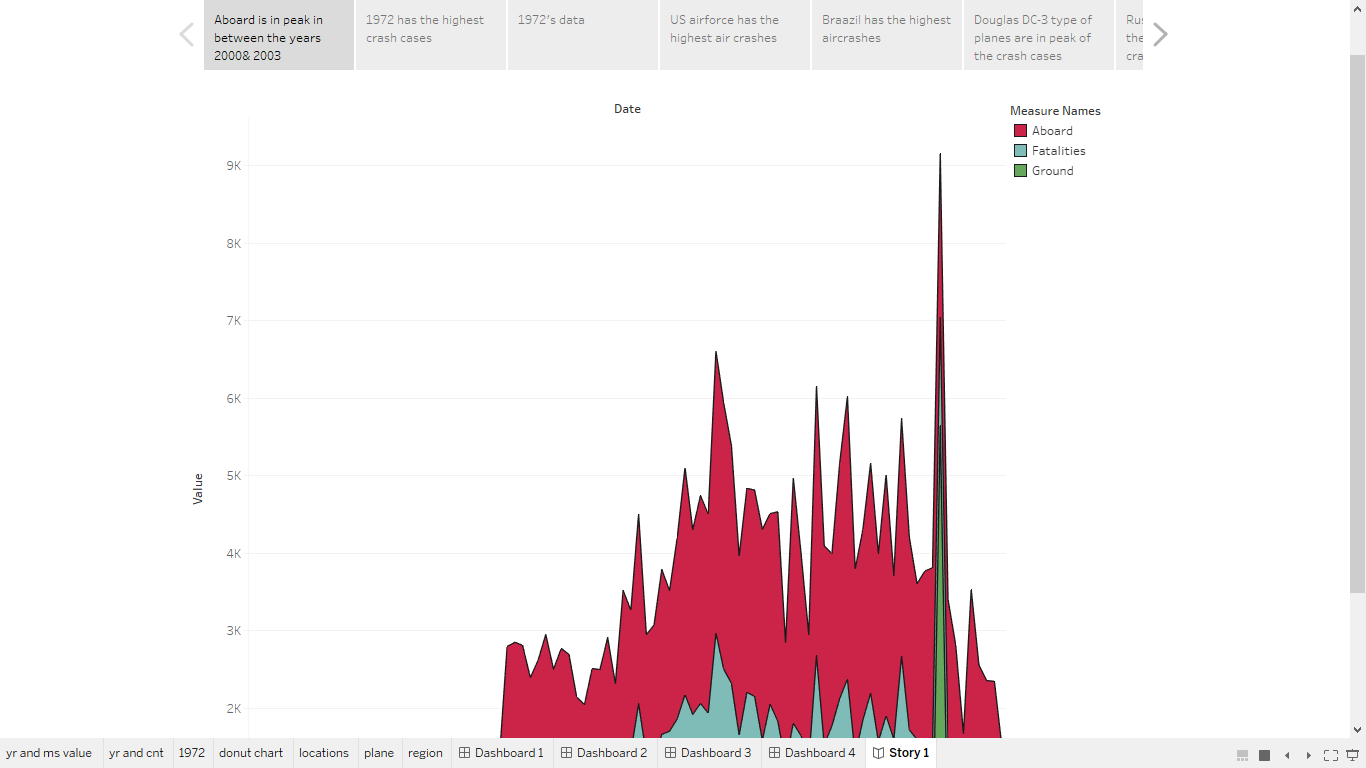 Aboard is in peak in
between the years
2000& 2003
1972 has the highest
crash cases
1972's data
US airforce has the
highest air crashes
Braazil has the highest
aircrashes
Douglas DC-3 type of
planes are in peak of
the crash cases
Rus
the
cra
Date
Measure Names
Aboard
Fatalities
Ground
9K
8K
7K
6K
5K
4K
3K
2K
Value
yr and ms value
yr and cnt
1972
donut chart
locations
plane
region
Dashboard 1
Dashboard 2
Dashboard 3
Dashboard 4
Story 1